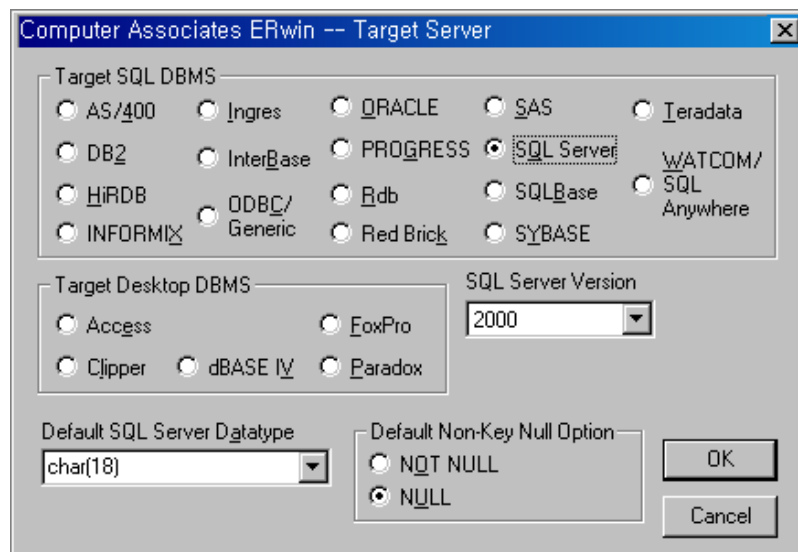 Computer Associates ERwin -- Target Server
Target SQL DBMS
AS/400
Ingres
ORACLE
SAS
Teradata
DB2
InterBase
PROGRESS
SQL Server
WATCOM/
SQL
Anywhere
HiRDB
ODBC/
Generic
Rdb
SQLBase
INFORMIX
Red Brick
SYBASE
Target Desktop DBMS
Access
FoxPro
Clipper
dBASE IV
Paradox
SQL Server Version
2000
Default SQL Server Datatype
char(18)
Default Non-Key Null Option
NOT NULL
NULL
OK
Cancel